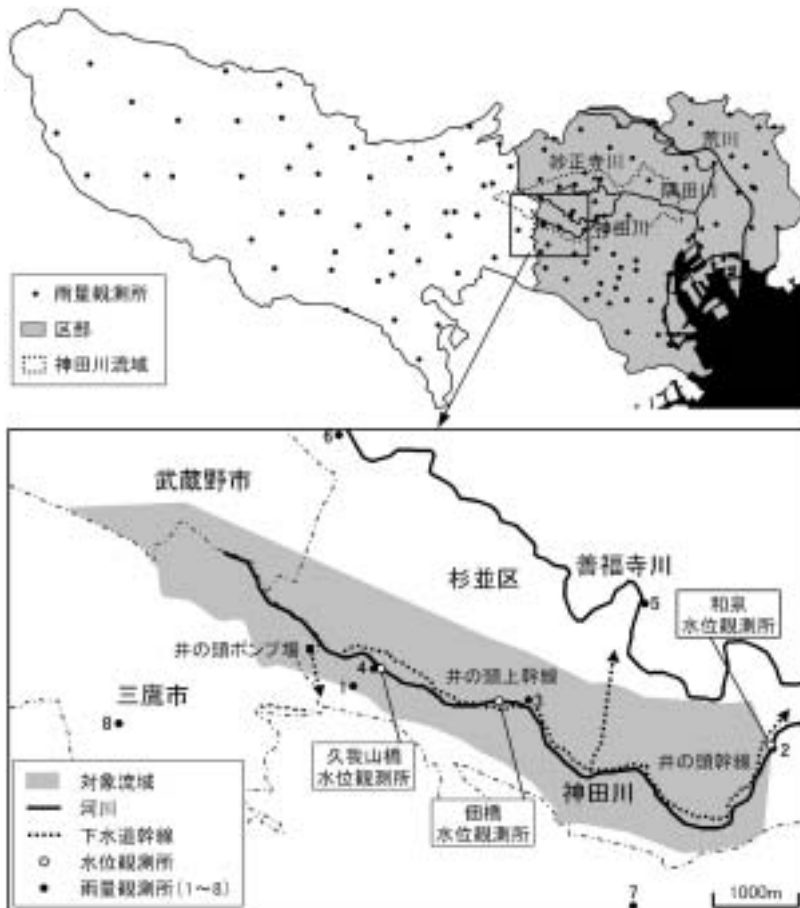 荒川
妙正寺川
隅田川
神田川
雨量観測所
区部
神田川流域
6
武蔵野市
杉並区
善福寺川
5
和泉
水位観測所
井の頭ポンプ場
4
1
井の頭上幹線
3
三鷹市
8
2
久我山橋
水位観測所
井の頭幹線
神田川
佃橋
水位観測所
対象流域
河川
下水道幹線
水位観測所
雨量観測所(1~8)
7
1000m